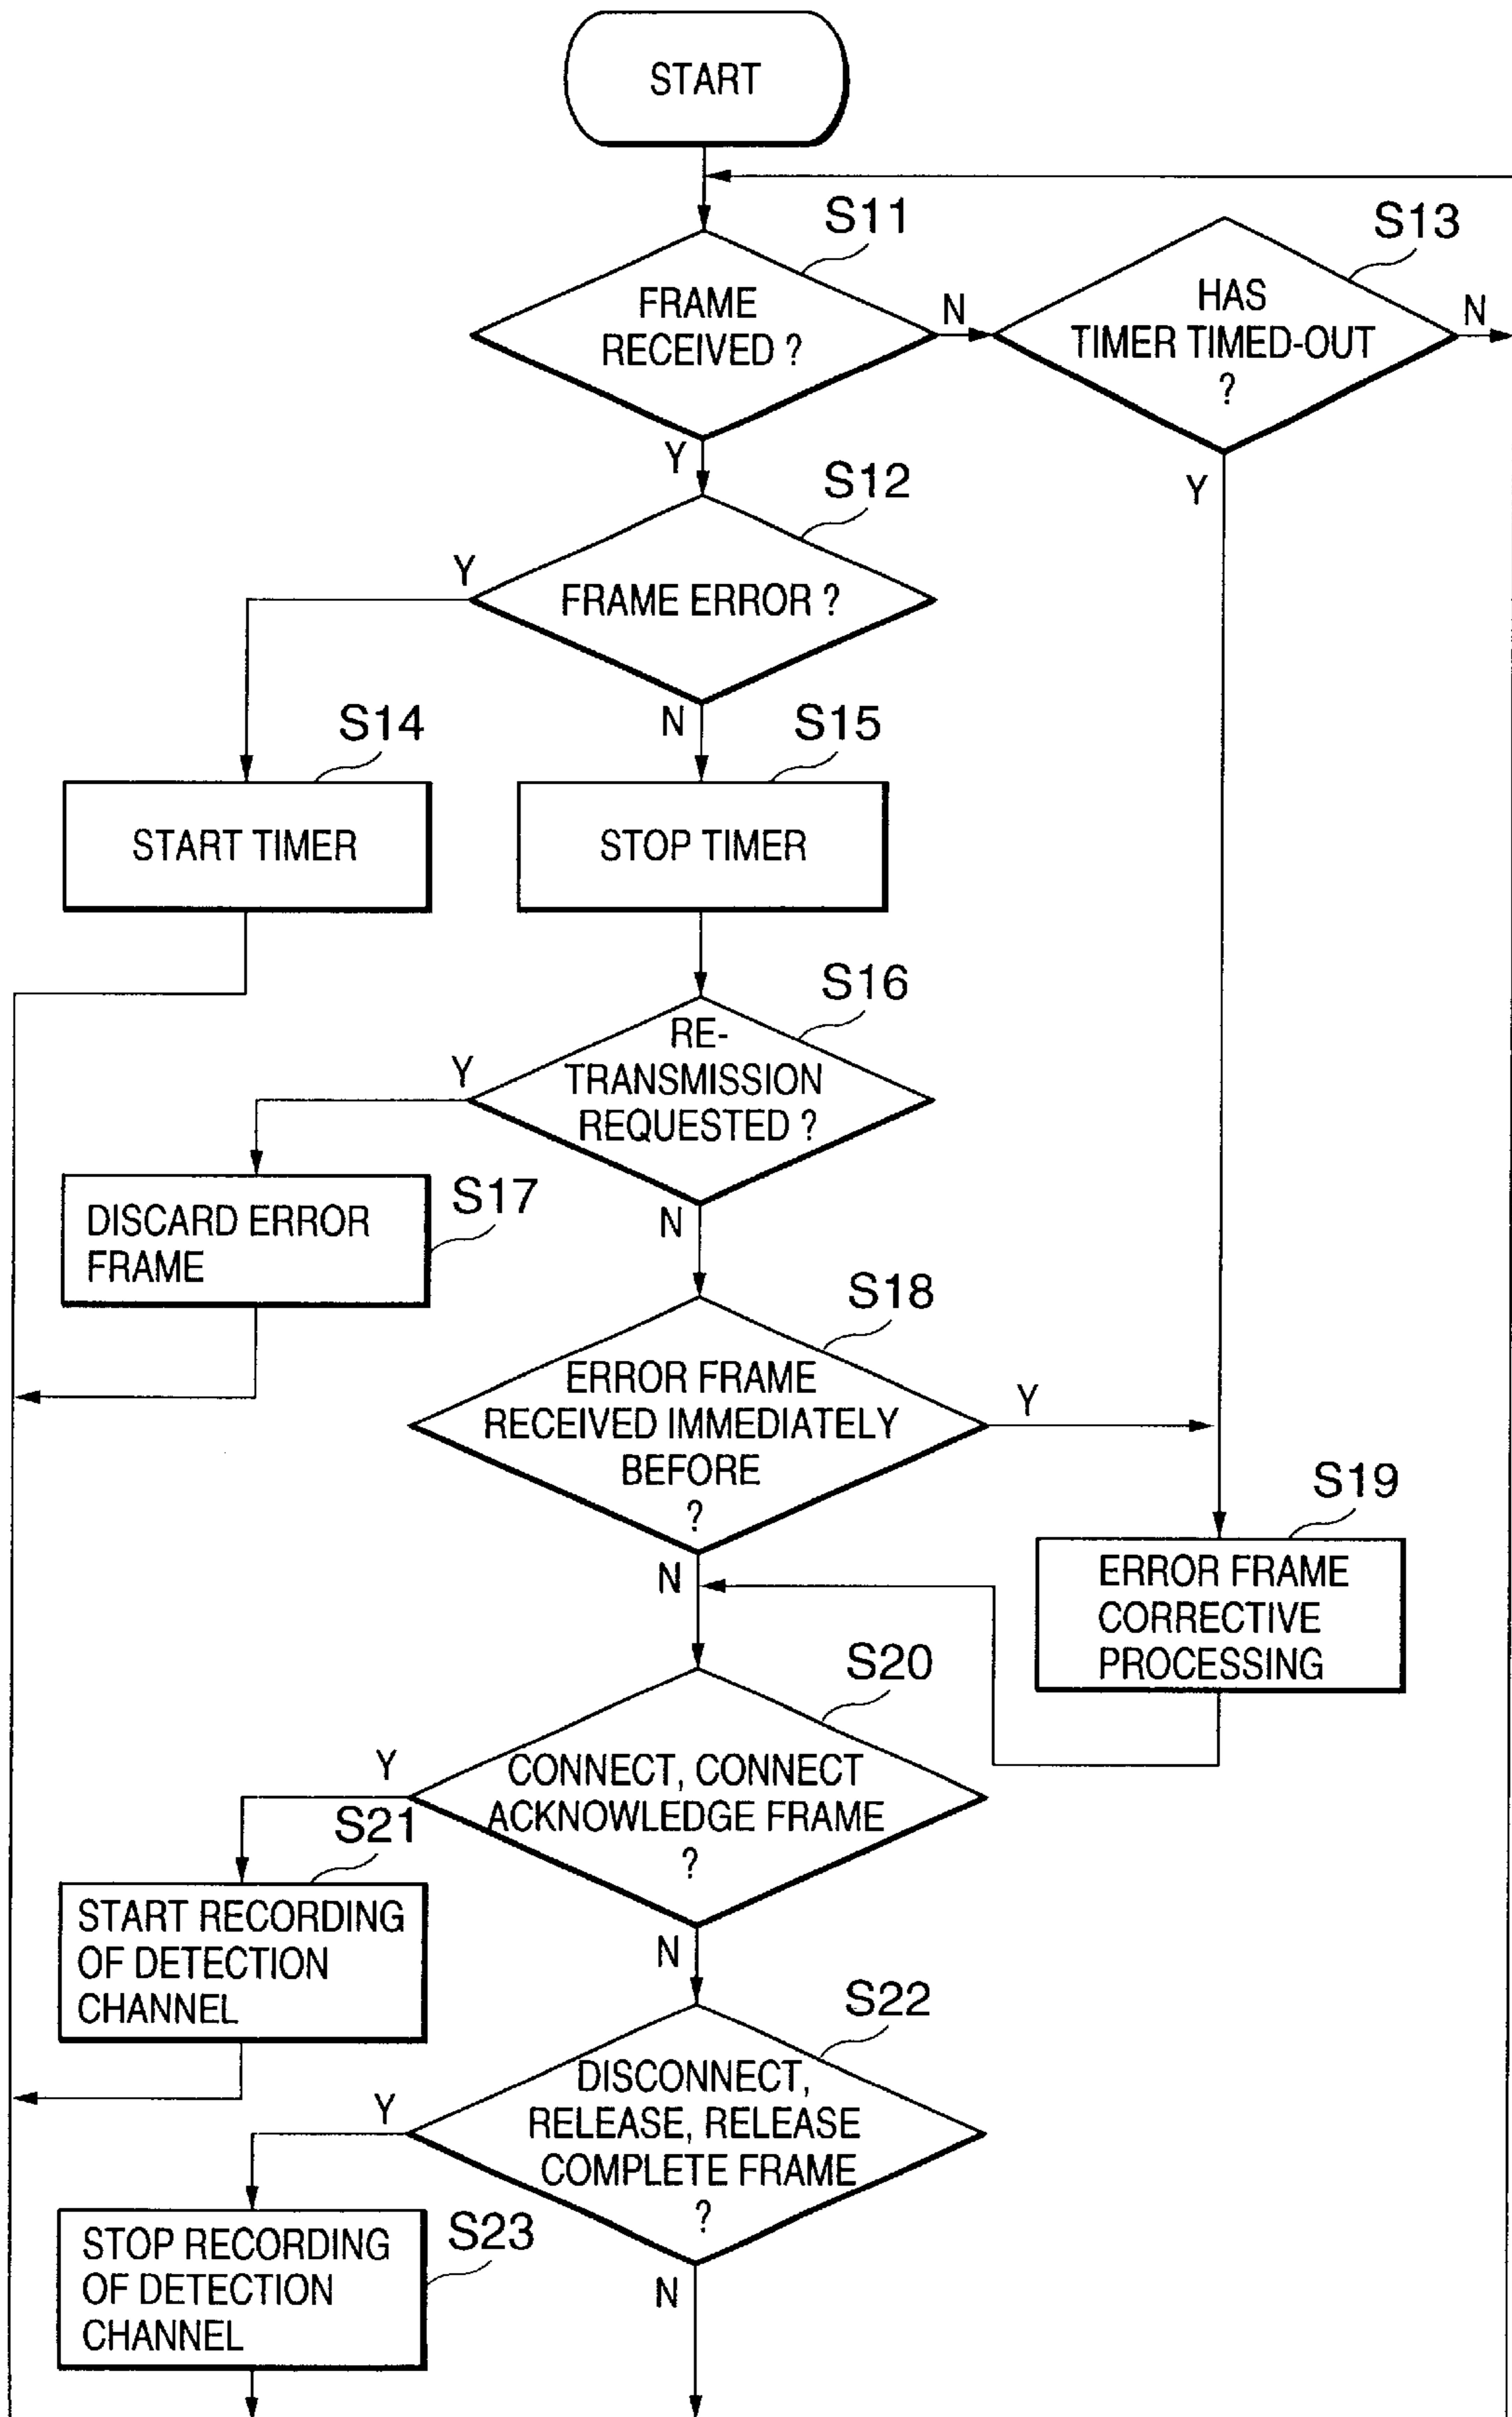 START
S11
FRAME
RECEIVED ?
N
S13
HAS
TIMER TIMED-OUT
?
N
Y
Y
S12
FRAME ERROR ?
Y
N
S14
START TIMER
S15
STOP TIMER
S16
RE-
TRANSMISSION
REQUESTED ?
Y
N
S17
DISCARD ERROR
FRAME
S18
ERROR FRAME
RECEIVED IMMEDIATELY
BEFORE
?
Y
N
S19
ERROR FRAME
CORRECTIVE
PROCESSING
S20
CONNECT, CONNECT
ACKNOWLEDGE FRAME
?
Y
N
S21
START RECORDING
OF DETECTION
CHANNEL
S22
DISCONNECT,
RELEASE, RELEASE
COMPLETE FRAME
?
Y
N
S23
STOP RECORDING
OF DETECTION
CHANNEL